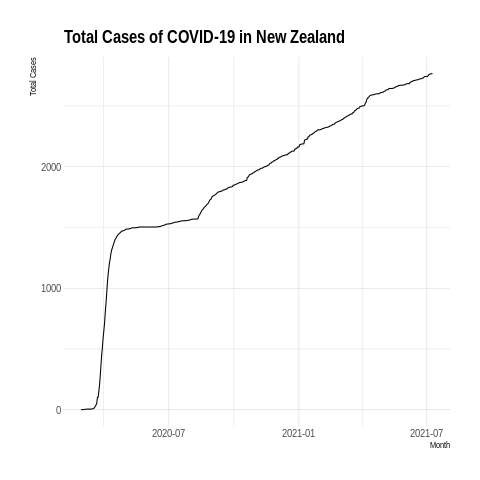 Total Cases of COVID-19 in New Zealand
Total Cases
2000
1000
0
2020-07
2021-01
2021-07
Month